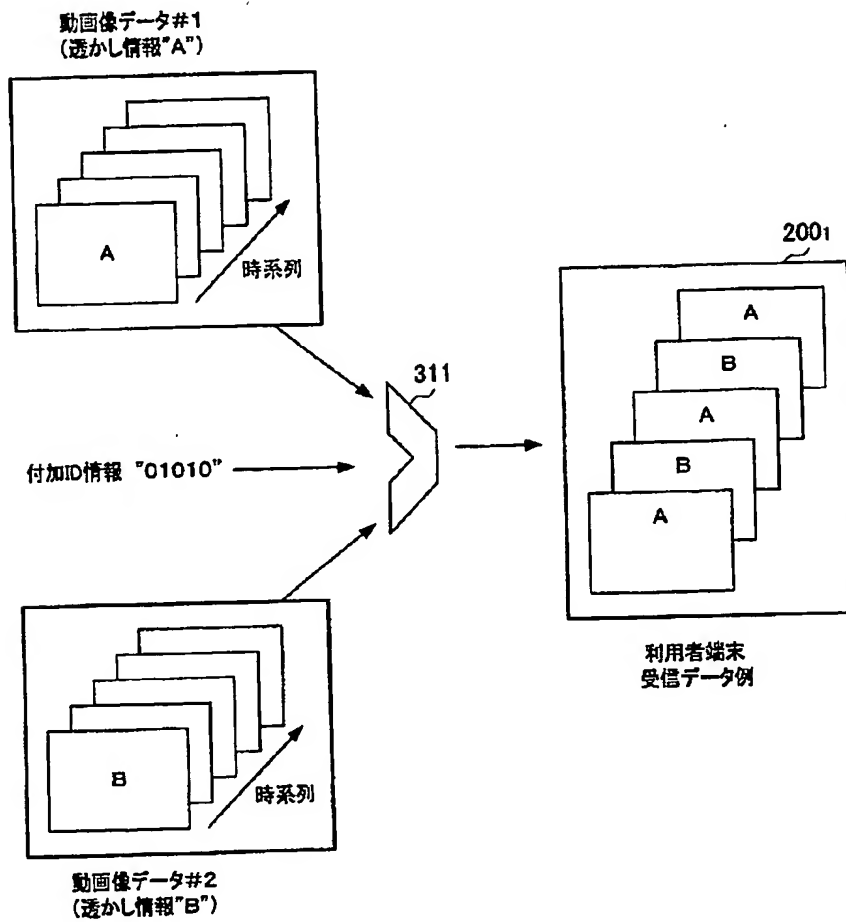 動画像データ#1
(透かし情報"A")
A
時系列
311
付加ID情報 "01010"
200₁
A
B
A
B
A
利用者端末
受信データ例
B
時系列
動画像データ#2
(透かし情報"B")